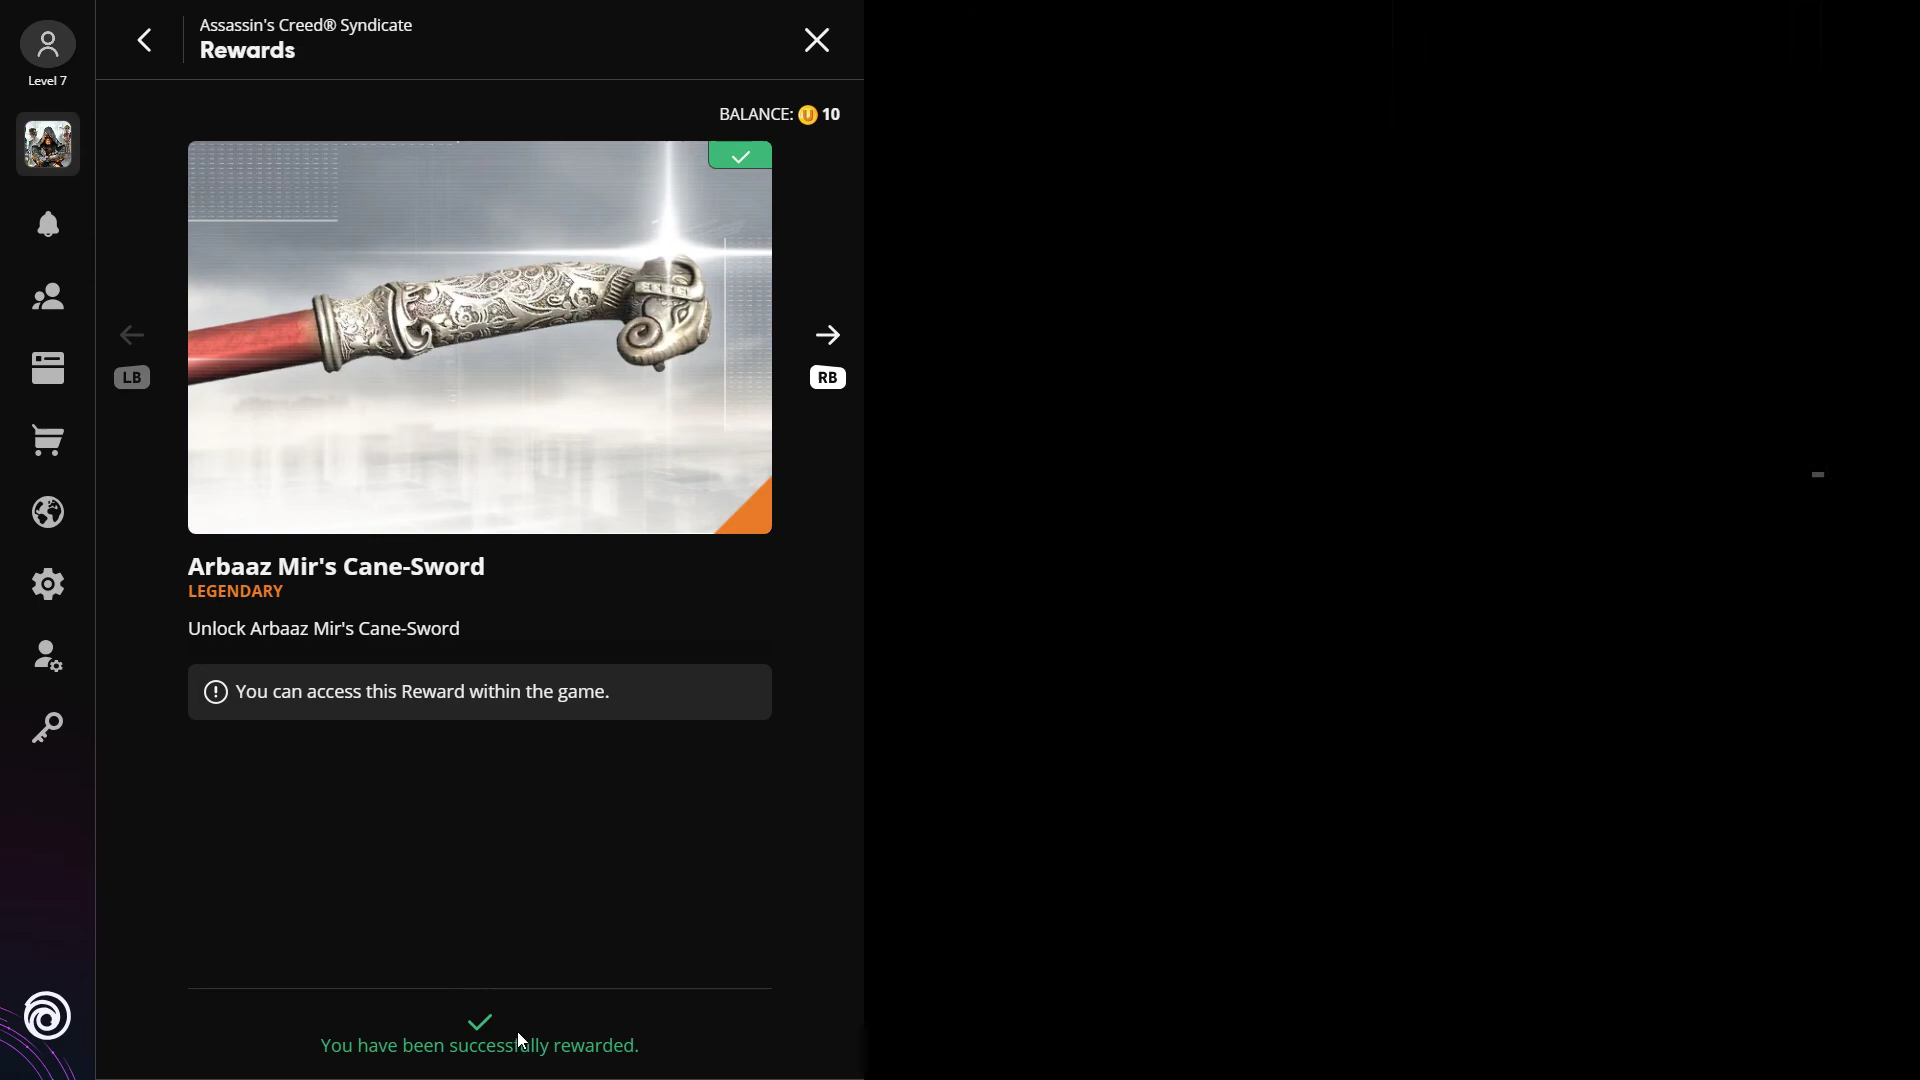 Assassin's Creed® Syndicate
Rewards
Level 7
BALANCE: 10
LB
RB
Arbaaz Mir's Cane-Sword
LEGENDARY
Unlock Arbaaz Mir's Cane-Sword
You can access this Reward within the game.
You have been successfully rewarded.